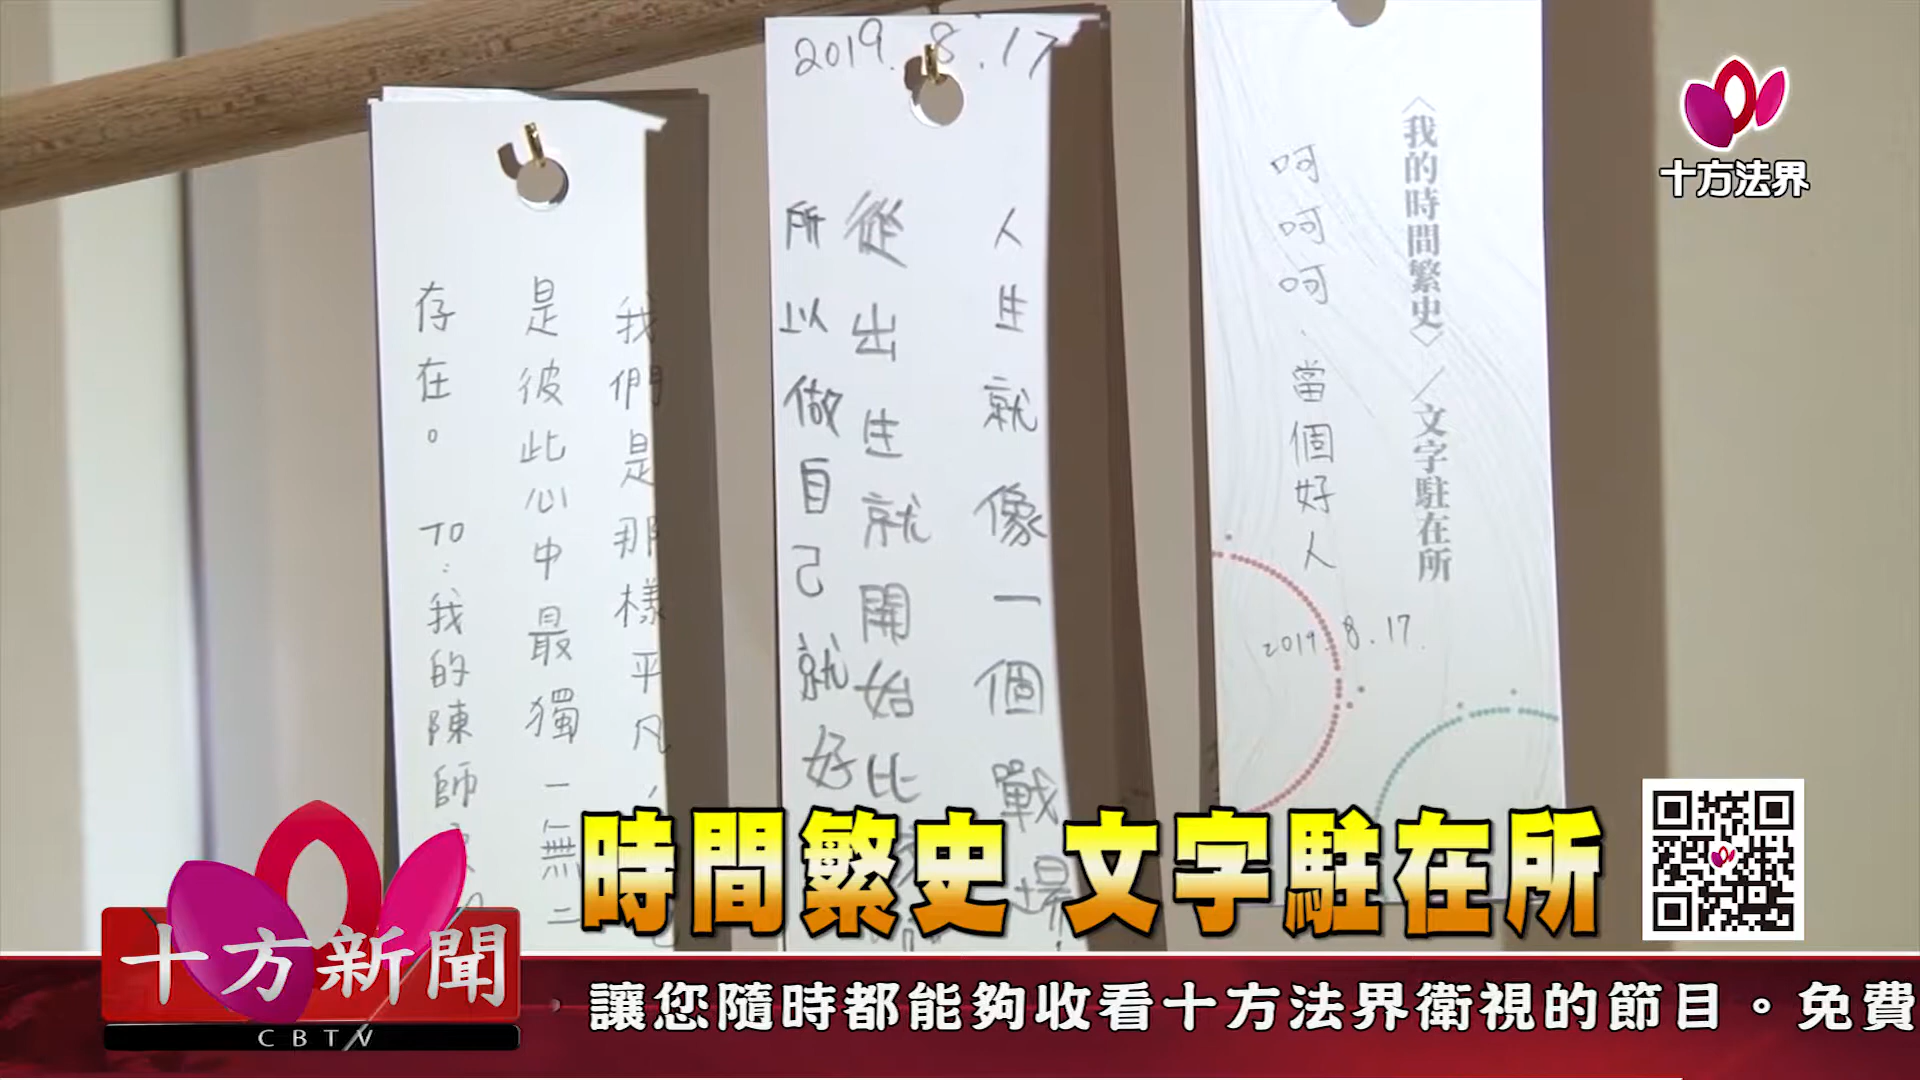 2019.8.17
人生就像一個戰場
從出生就開始比
所以做自己就好
我們是那樣平凡
是彼此心中最獨一無二
存在。 TO:我的陳師
〈我的時間繁史〉／文字駐在所
呵呵呵、當個好人
2019.8.17.
十方法界
時間繁史 文字駐在所
十方新聞
CBTV
讓您隨時都能夠收看十方法界衛視的節目。免費